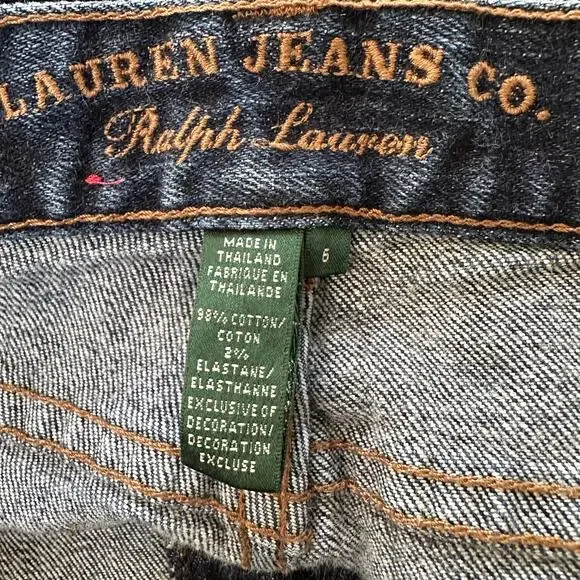 LAUREN JEANS CO.
Ralph Lauren
MADE IN
THAILAND
FABRIQUE EN
THAILANDE
98% COTTON/
COTON
2%
ELASTANE/
ELASTHANNE
EXCLUSIVE OF
DECORATION/
DECORATION
EXCLUSE
6